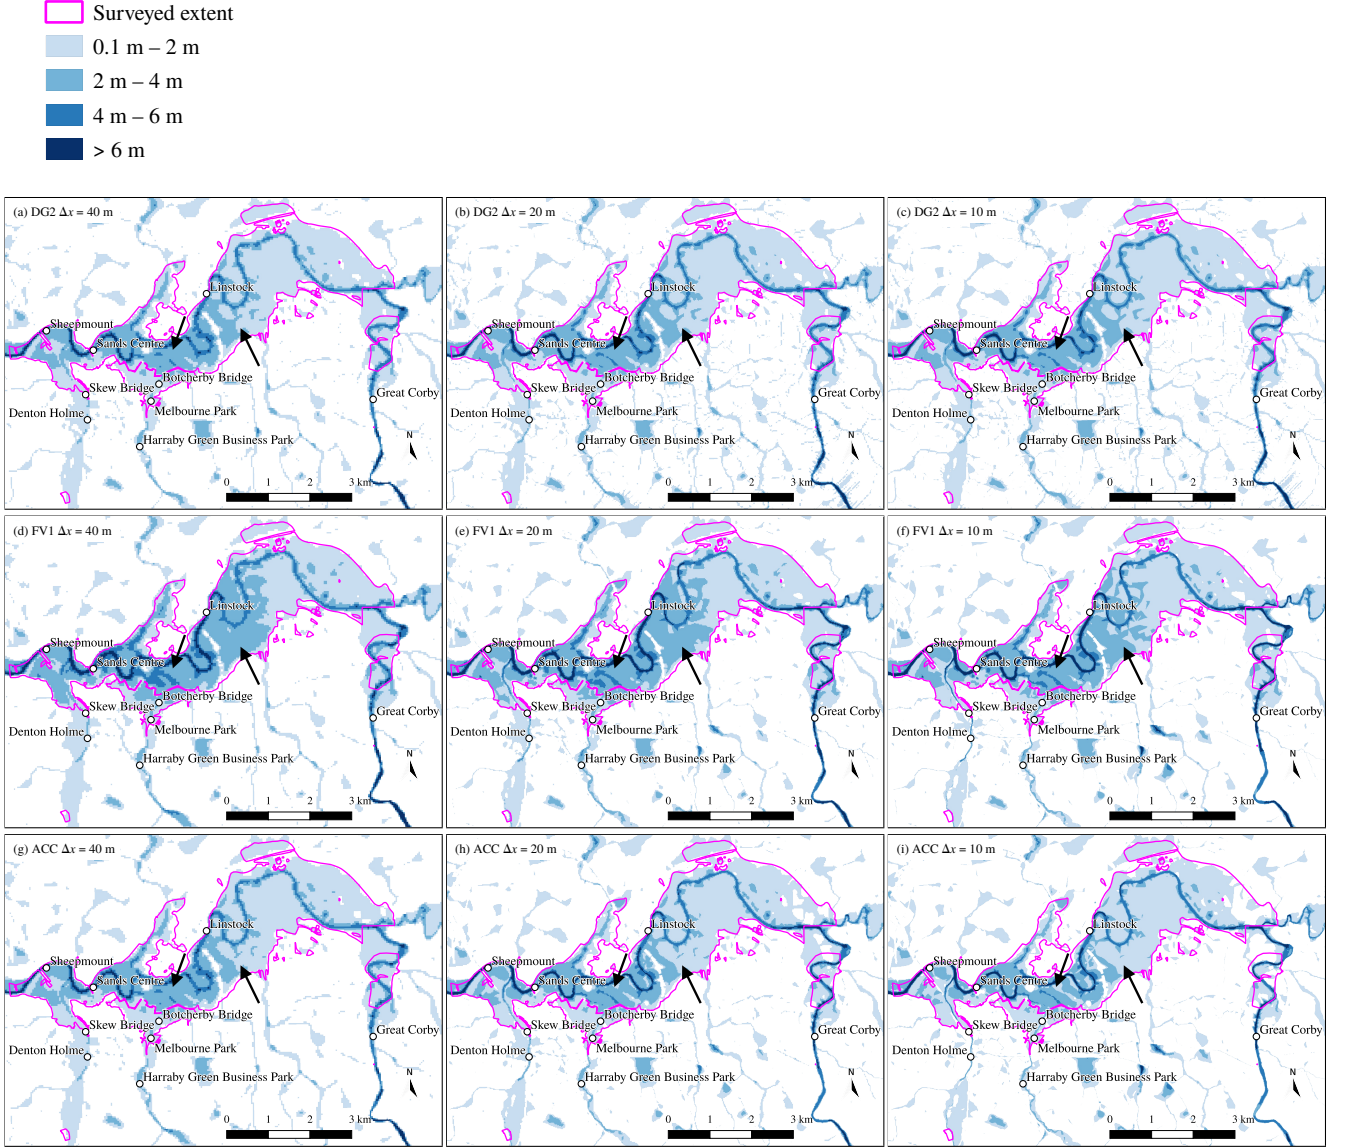 Surveyed extent
0.1 m – 2 m
2 m – 4 m
4 m – 6 m
> 6 m
(a) DG2 Δx = 40 m
Linstock
Sheepmount
Sands Centre
Botcherby Bridge
Skew Bridge
Great Corby
Melbourne Park
Denton Holme
Harraby Green Business Park
N
0 1 2 3 km
(b) DG2 Δx = 20 m
Linstock
Sheepmount
Sands Centre
Botcherby Bridge
Skew Bridge
Great Corby
Melbourne Park
Denton Holme
Harraby Green Business Park
N
0 1 2 3 km
(c) DG2 Δx = 10 m
Linstock
Sheepmount
Sands Centre
Botcherby Bridge
Skew Bridge
Great Corby
Melbourne Park
Denton Holme
Harraby Green Business Park
N
0 1 2 3 km
(d) FV1 Δx = 40 m
Linstock
Sheepmount
Sands Centre
Botcherby Bridge
Skew Bridge
Great Corby
Melbourne Park
Denton Holme
Harraby Green Business Park
N
0 1 2 3 km
(e) FV1 Δx = 20 m
Linstock
Sheepmount
Sands Centre
Botcherby Bridge
Skew Bridge
Great Corby
Melbourne Park
Denton Holme
Harraby Green Business Park
N
0 1 2 3 km
(f) FV1 Δx = 10 m
Linstock
Sheepmount
Sands Centre
Botcherby Bridge
Skew Bridge
Great Corby
Melbourne Park
Denton Holme
Harraby Green Business Park
N
0 1 2 3 km
(g) ACC Δx = 40 m
Linstock
Sheepmount
Sands Centre
Botcherby Bridge
Skew Bridge
Great Corby
Melbourne Park
Denton Holme
Harraby Green Business Park
N
0 1 2 3 km
(h) ACC Δx = 20 m
Linstock
Sheepmount
Sands Centre
Botcherby Bridge
Skew Bridge
Great Corby
Melbourne Park
Denton Holme
Harraby Green Business Park
N
0 1 2 3 km
(i) ACC Δx = 10 m
Linstock
Sheepmount
Sands Centre
Botcherby Bridge
Skew Bridge
Great Corby
Melbourne Park
Denton Holme
Harraby Green Business Park
N
0 1 2 3 km